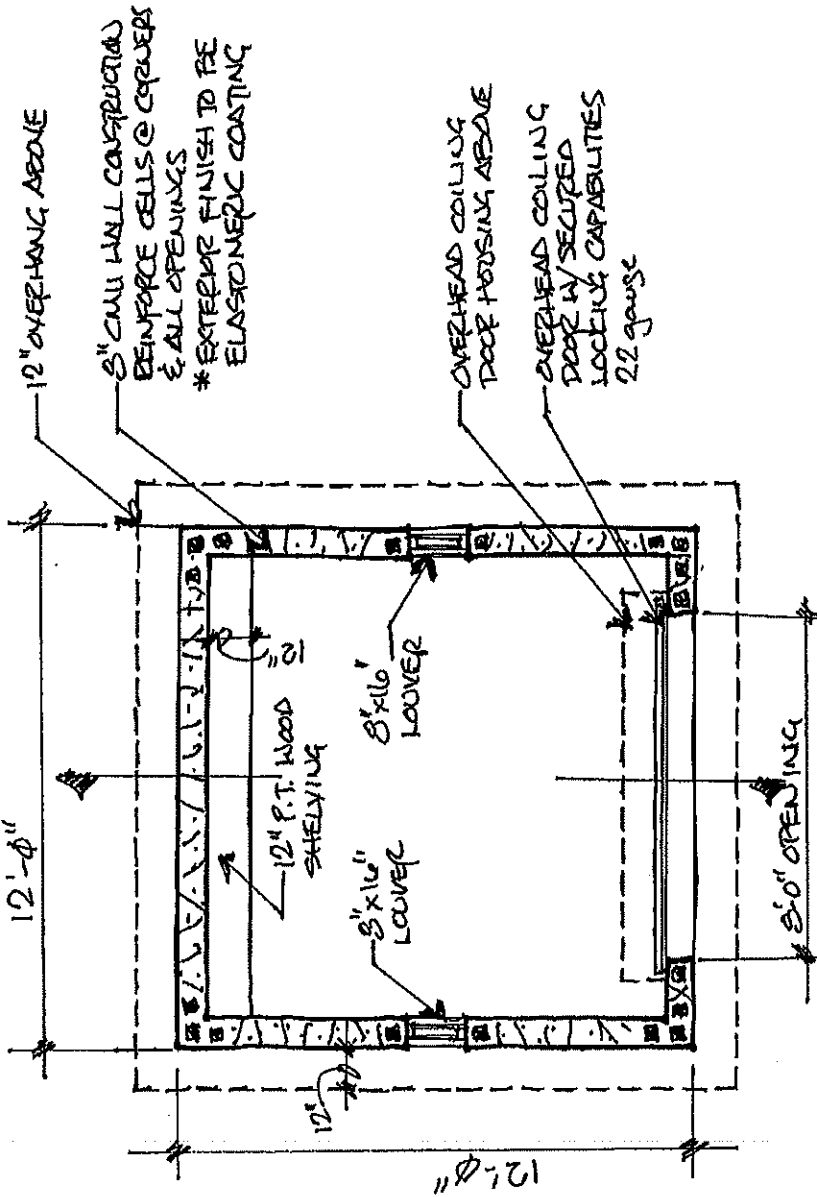 12'-0"
12" OVERHANG ABOVE
8" CMU WALL CONSTRUCTION
REINFORCE CELLS @ CORNERS
& ALL OPENINGS
* EXTERIOR FINISH TO BE
ELASTOMERIC COATING
12"
12" P.T. WOOD
SHELVING
8"x16"
LOUVER
8"x16"
LOUVER
12"
12'-0"
OVERHEAD COILING
DOOR HOUSING ABOVE
OVERHEAD COILING
DOOR W/ SECURED
LOCKING CAPABILITIES
22 gauge
8'-0" OPENING